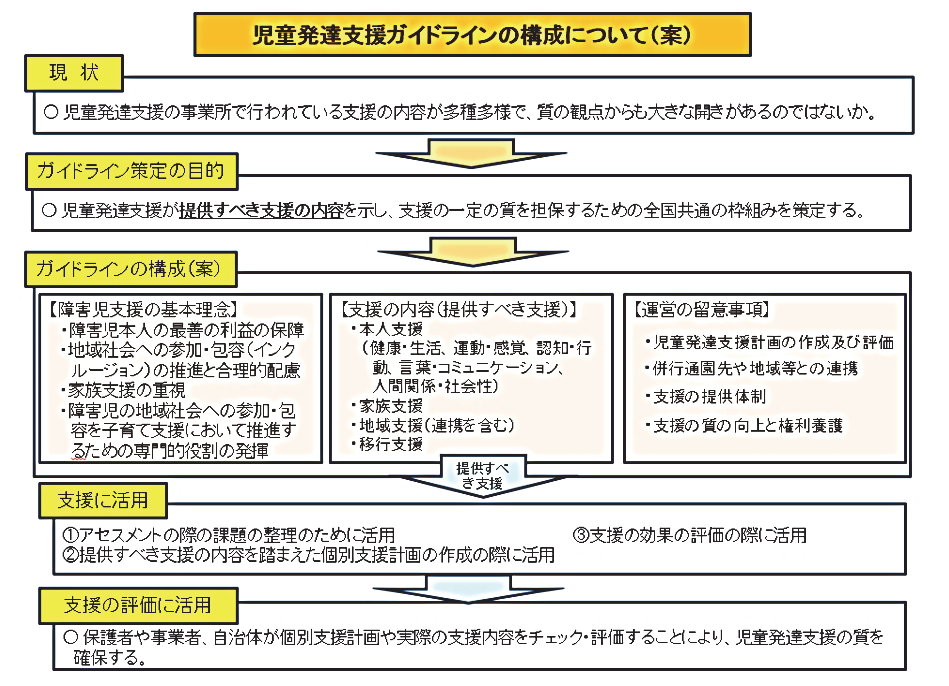 児童発達支援ガイドラインの構成について(案)
現 状
○ 児童発達支援の事業所で行われている支援の内容が多種多様で、質の観点からも大きな開きがあるのではないか。
ガイドライン策定の目的
○ 児童発達支援が提供すべき支援の内容を示し、支援の一定の質を担保するための全国共通の枠組みを策定する。
ガイドラインの構成(案)
【障害児支援の基本理念】
・障害児本人の最善の利益の保障
・地域社会への参加・包容(インク
ルージョン)の推進と合理的配慮
・家族支援の重視
・障害児の地域社会への参加・包
容を子育て支援において推進す
るための専門的役割の発揮
【支援の内容(提供すべき支援)】
・本人支援
(健康・生活、運動・感覚、認知・行
動、言葉・コミュニケーション、
人間関係・社会性)
・家族支援
・地域支援(連携を含む)
・移行支援
【運営の留意事項】
・児童発達支援計画の作成及び評価
・併行通園先や地域等との連携
・支援の提供体制
・支援の質の向上と権利養護
提供すべ
き支援
支援に活用
①アセスメントの際の課題の整理のために活用
②提供すべき支援の内容を踏まえた個別支援計画の作成の際に活用
③支援の効果の評価の際に活用
支援の評価に活用
○ 保護者や事業者、自治体が個別支援計画や実際の支援内容をチェック・評価することにより、児童発達支援の質を
確保する。